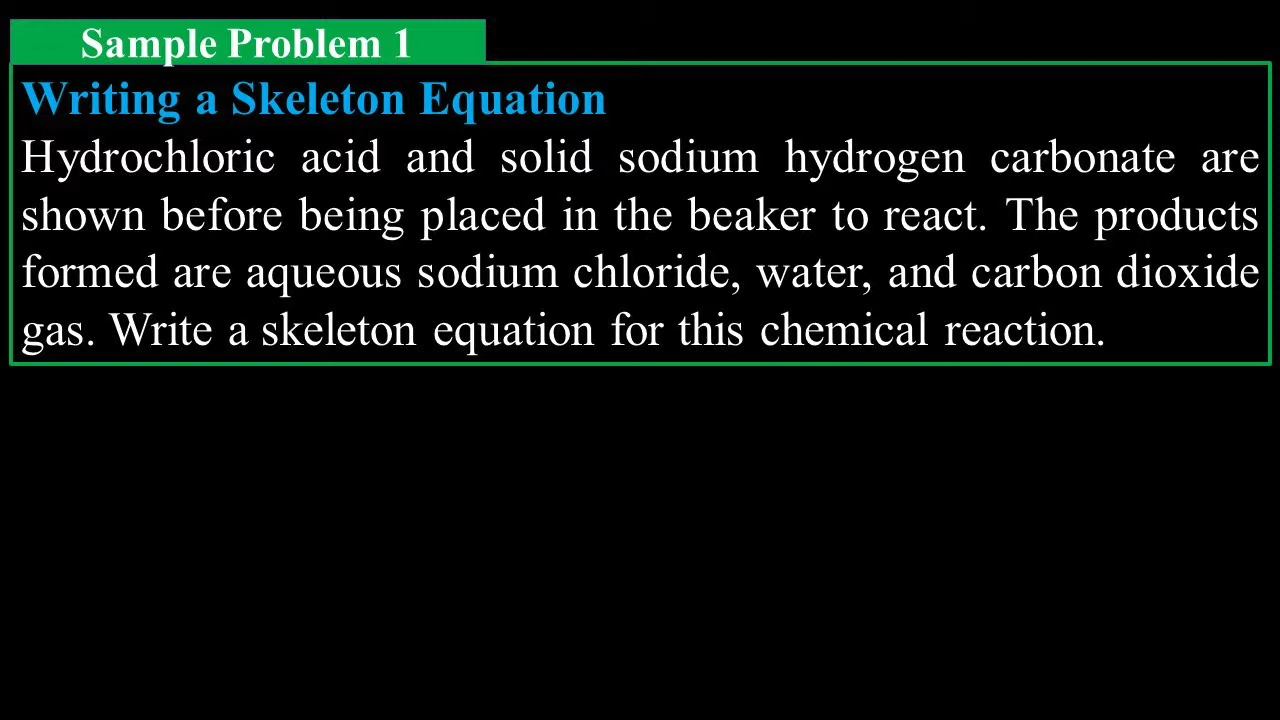 Sample Problem 1
Writing a Skeleton Equation
Hydrochloric acid and solid sodium hydrogen carbonate are
shown before being placed in the beaker to react. The products
formed are aqueous sodium chloride, water, and carbon dioxide
gas. Write a skeleton equation for this chemical reaction.